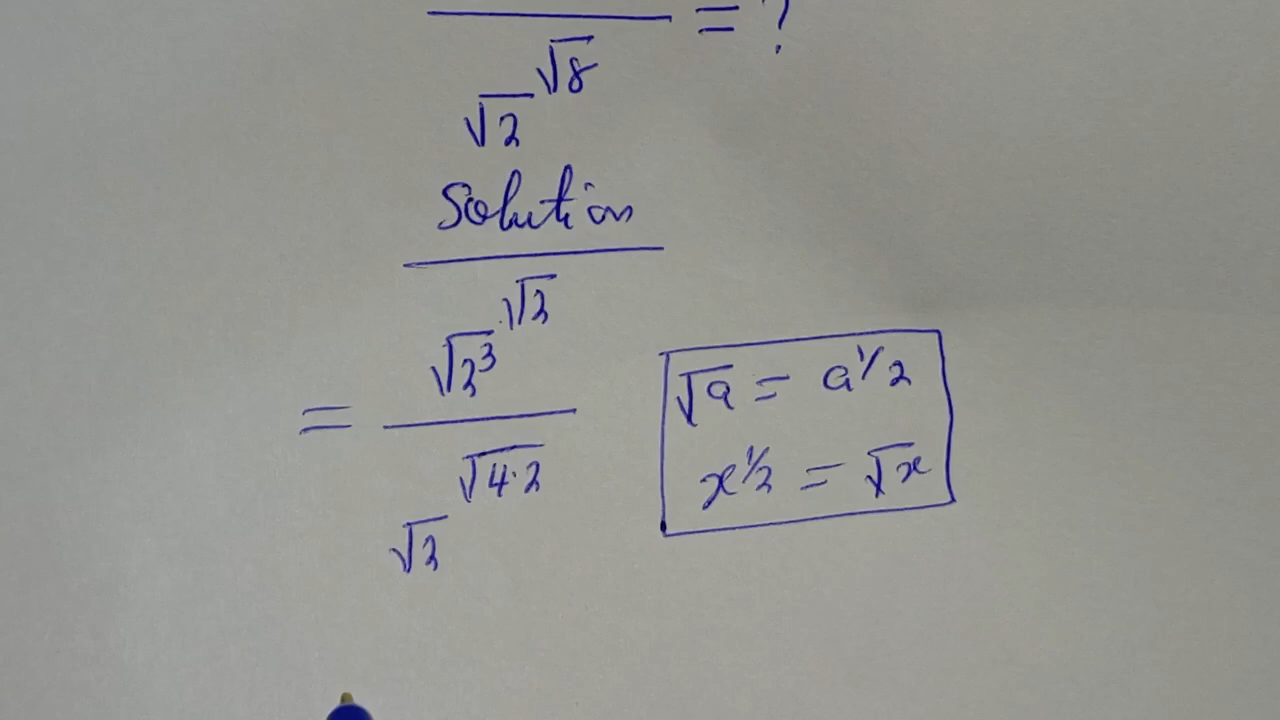 = ?
√2^√8
Solution
= √2³^√2 / √2^√4·2
√a = a^1/2
x^1/2 = √x